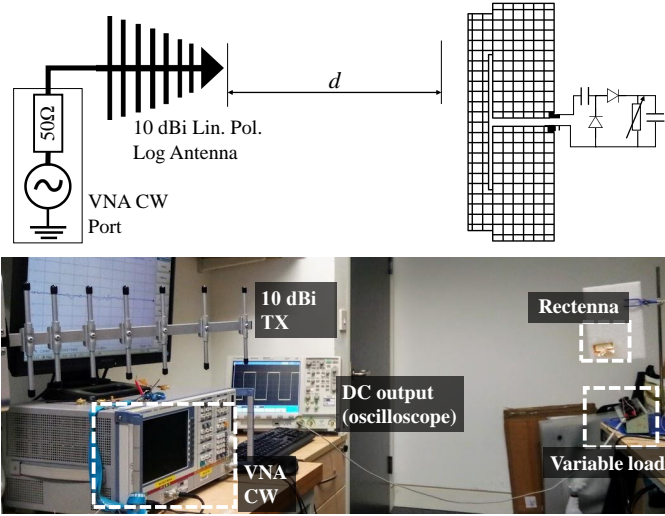 50Ω
10 dBi Lin. Pol.
Log Antenna
VNA CW
Port
d
10 dBi
TX
Rectenna
DC output
(oscilloscope)
VNA
CW
Variable load